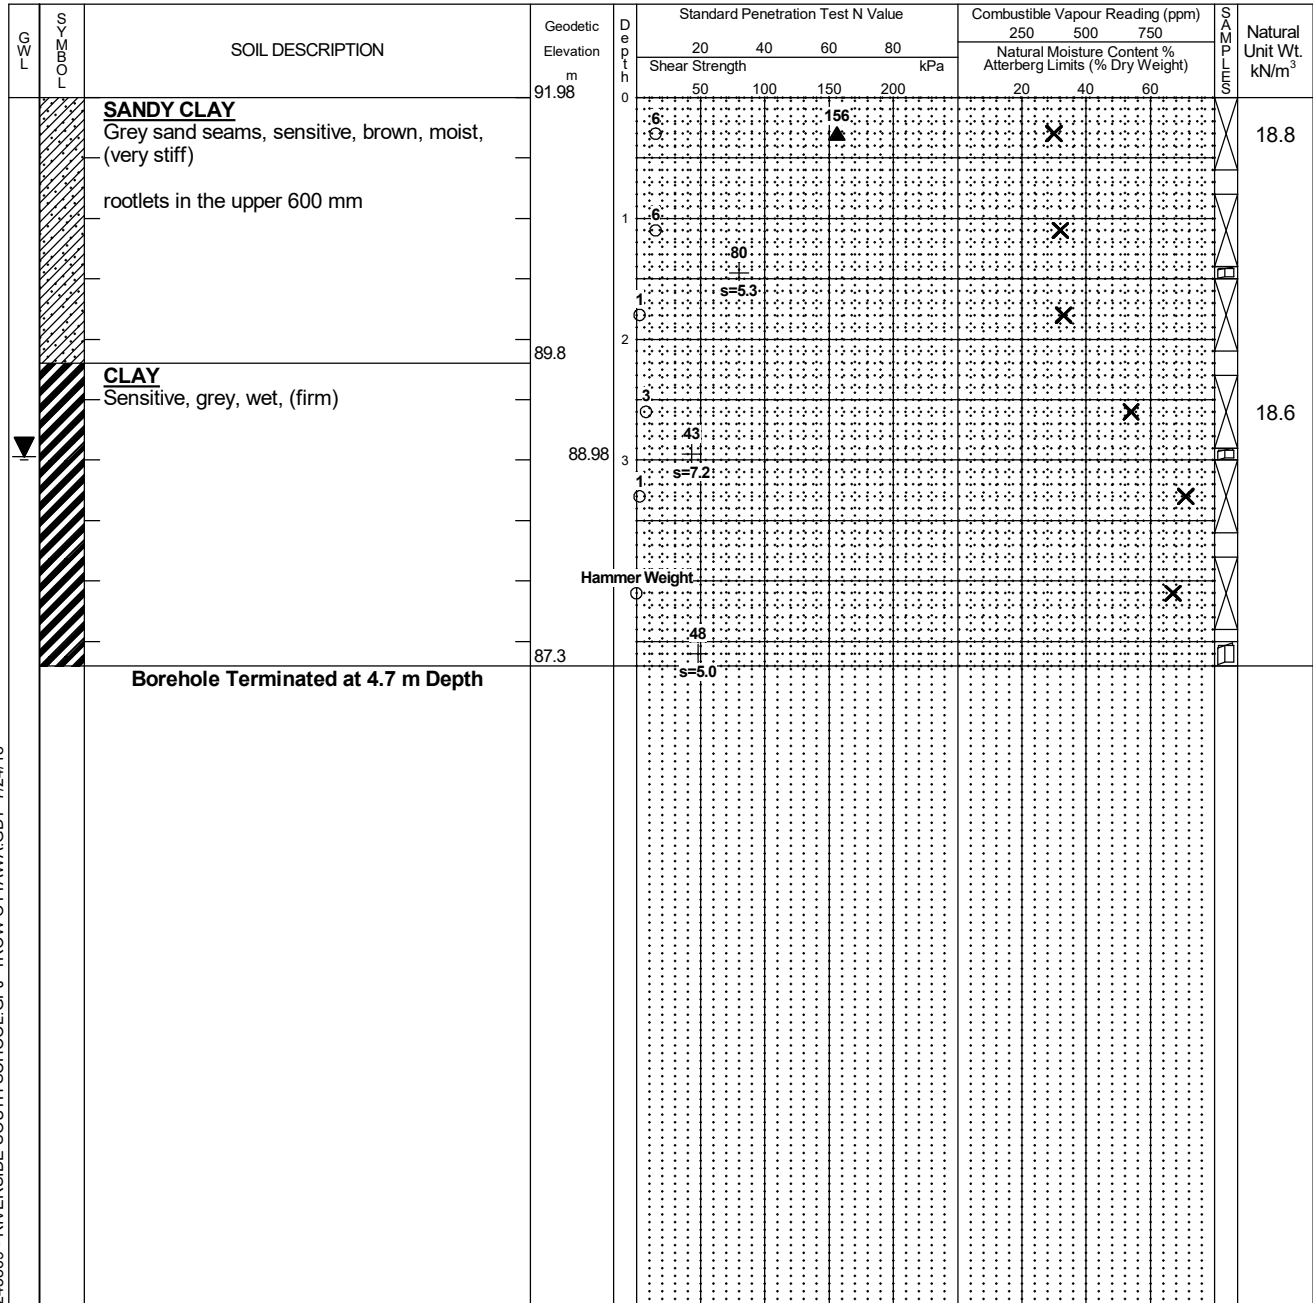 GWL
SYMBOL
SOIL DESCRIPTION
Geodetic
Elevation
m
91.98
Depth
Standard Penetration Test N Value
20 40 60 80
Shear Strength kPa
50 100 150 200
Combustible Vapour Reading (ppm)
250 500 750
Natural Moisture Content %
Atterberg Limits (% Dry Weight)
20 40 60
SAMPLES
Natural
Unit Wt.
kN/m³
0
SANDY CLAY
Grey sand seams, sensitive, brown, moist,
(very stiff)
rootlets in the upper 600 mm
6
156
18.8
1
6
80
s=5.3
1
2
89.8
CLAY
Sensitive, grey, wet, (firm)
3
18.6
43
88.98
3
s=7.2
1
Hammer Weight
48
87.3
s=5.0
Borehole Terminated at 4.7 m Depth